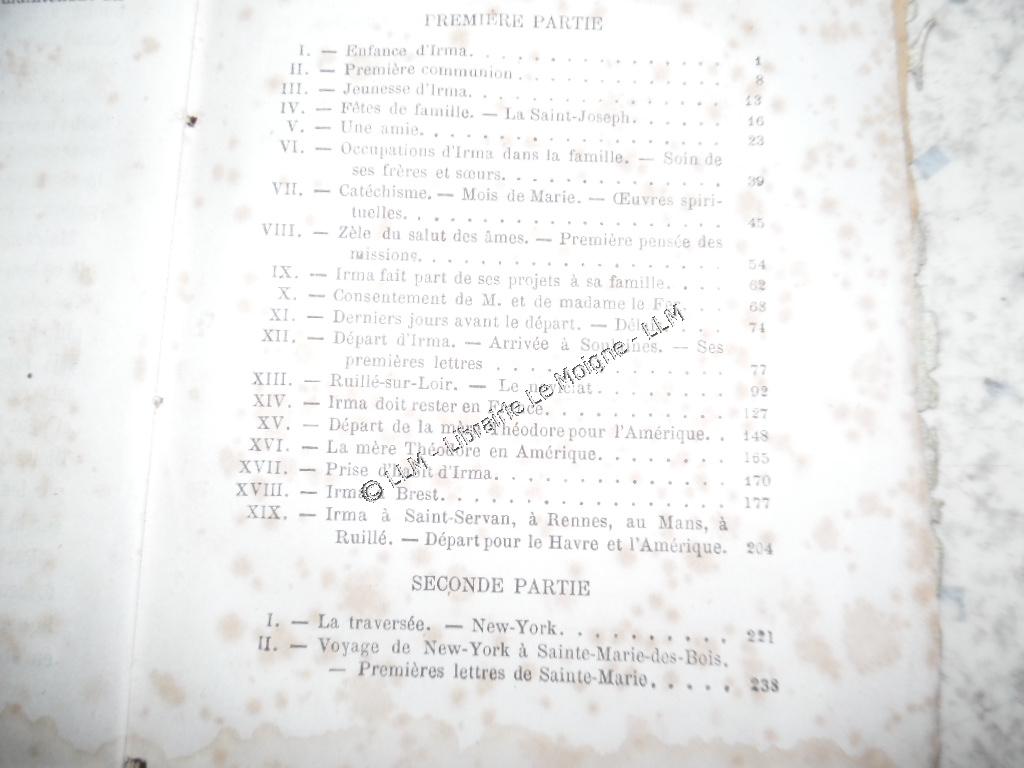 PREMIÈRE PARTIE
I. — Enfance d'Irma. . . . . . . . . . . . . . . 1
II. — Première communion . . . . . . . . . . . . 8
III. — Jeunesse d'Irma. . . . . . . . . . . . . . . 13
IV. — Fêtes de famille. — La Saint-Joseph. . . . . . 16
V. — Une amie. . . . . . . . . . . . . . . . . 23
VI. — Occupations d'Irma dans la famille. — Soin de
ses frères et sœurs. . . . . . . . . . . . . 39
VII. — Catéchisme. — Mois de Marie. — Œuvres spiri-
tuelles. . . . . . . . . . . . . . . . . . 45
VIII. — Zèle du salut des âmes. — Première pensée des
missions. . . . . . . . . . . . . . . . . 54
IX. — Irma fait part de ses projets à sa famille. . . . 62
X. — Consentement de M. et de madame le Fer. . . 68
XI. — Derniers jours avant le départ. — . . . 74
XII. — Départ d'Irma. — Arrivée à — Ses
premières lettres . . . . . . . . . . . . . 77
XIII. — Ruillé-sur-Loir. — Le noviciat . . . . . . . 92
XIV. — Irma doit rester en France. . . . . . . . . . 127
XV. — Départ de la mère Théodore pour l'Amérique. . 148
XVI. — La mère Théodore en Amérique. . . . . . . . 165
XVII. — Prise d'habit d'Irma. . . . . . . . . . . . . 170
XVIII. — Irma à Brest. . . . . . . . . . . . . . . . 177
XIX. — Irma à Saint-Servan, à Rennes, au Mans, à
Ruillé. — Départ pour le Havre et l'Amérique. 204
SECONDE PARTIE
I. — La traversée. — New-York. . . . . . . . . . 221
II. — Voyage de New-York à Sainte-Marie-des-Bois.
— Premières lettres de Sainte-Marie. . . . . . 238
© LLM - Librairie Le Moigne - LLM